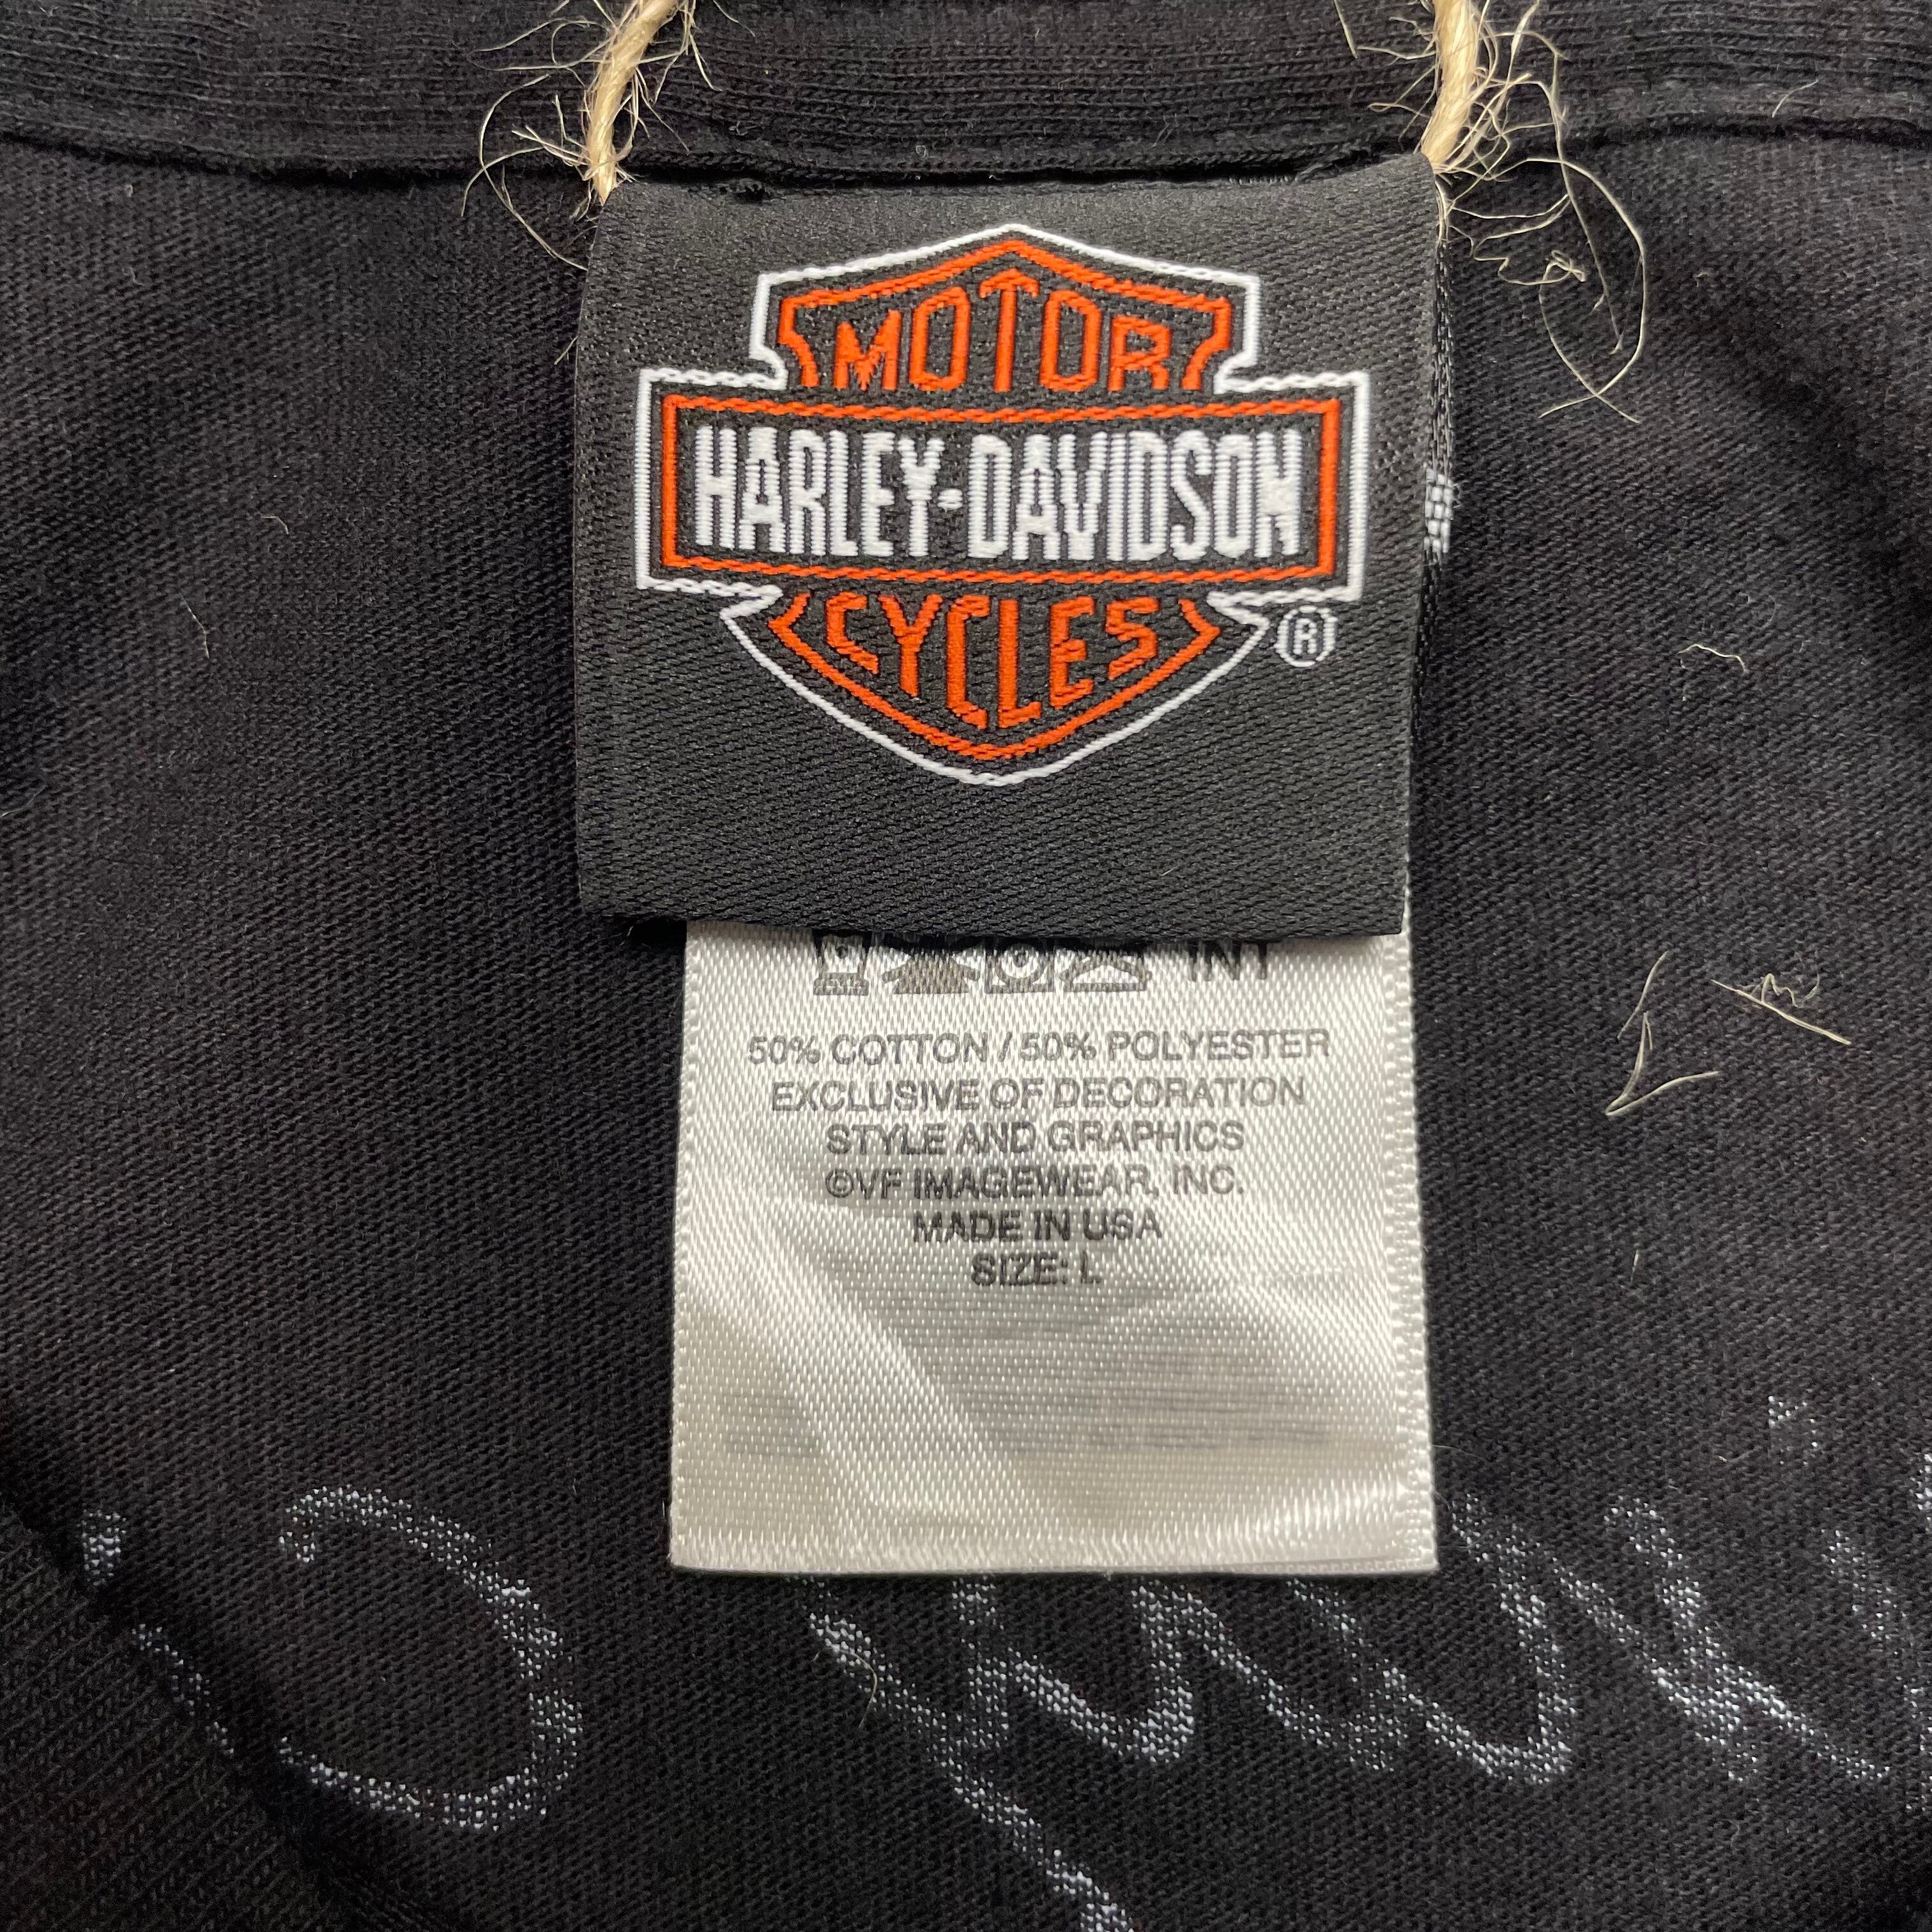 MOTOR
HARLEY-DAVIDSON
CYCLES ®
INT
50% COTTON / 50% POLYESTER
EXCLUSIVE OF DECORATION
STYLE AND GRAPHICS
©VF IMAGEWEAR, INC.
MADE IN USA
SIZE: L